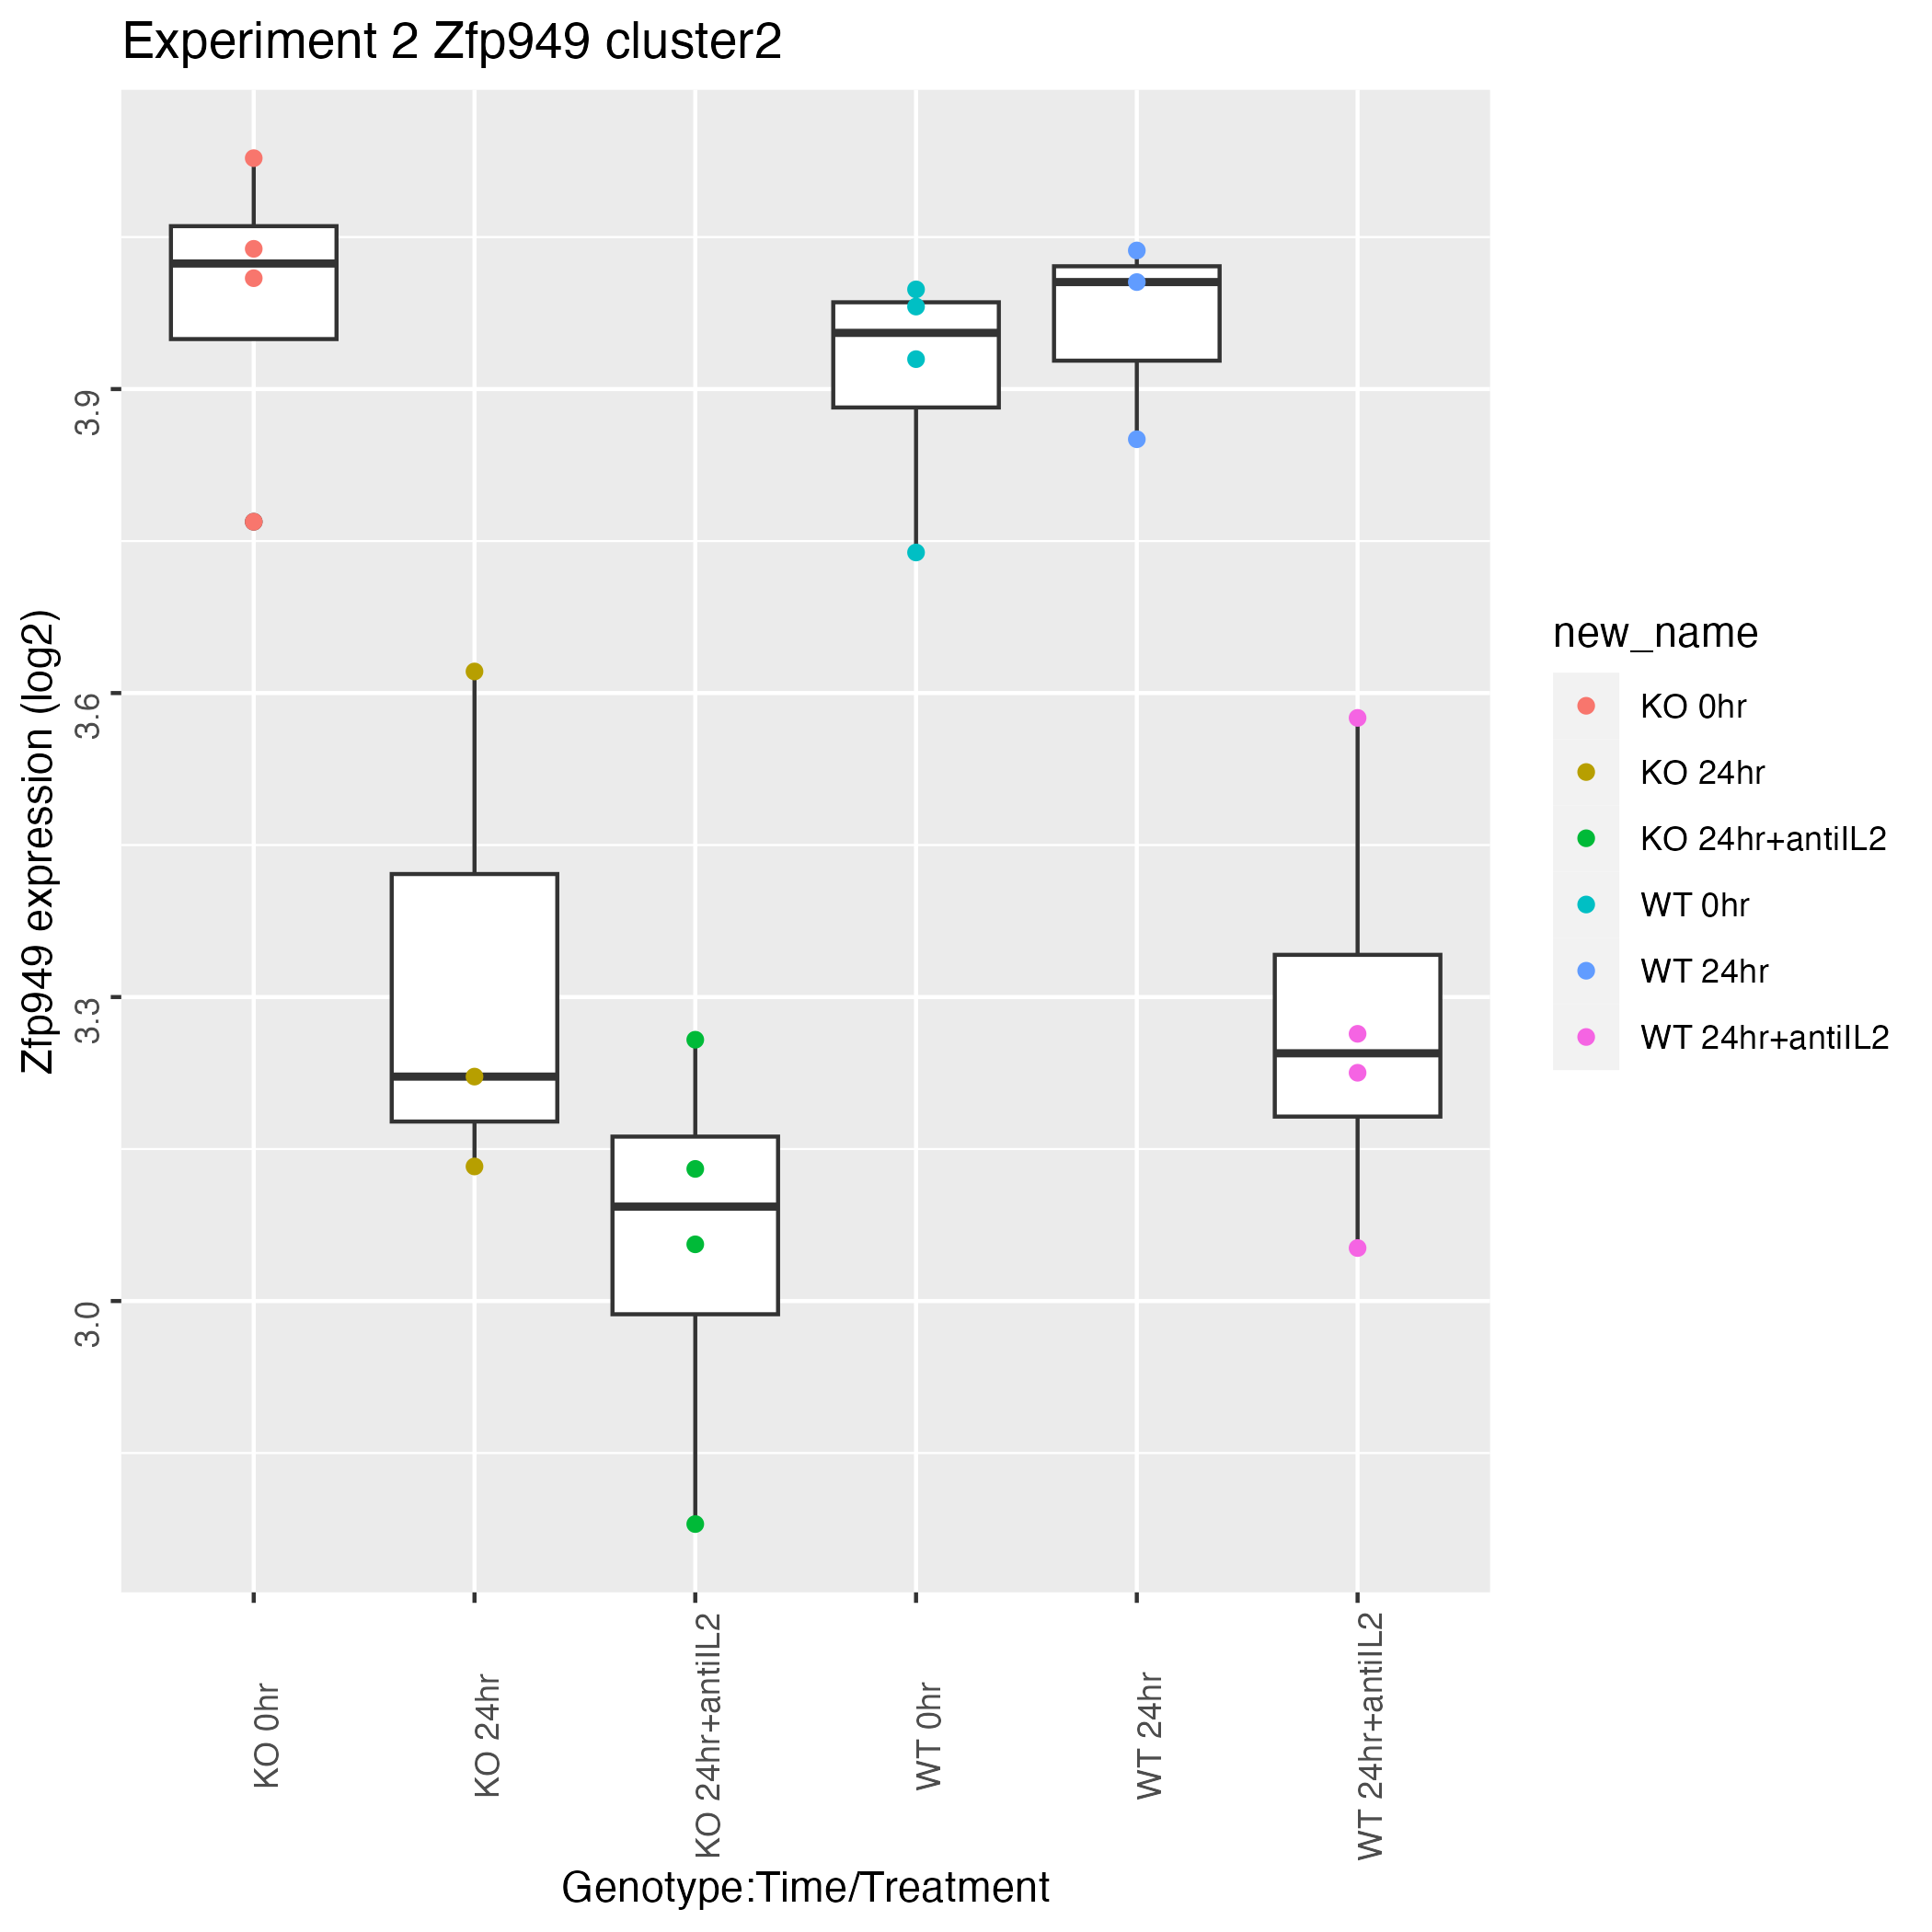 Experiment 2 Zfp949 cluster2
Zfp949 expression (log2)
3.9
3.6
3.3
3.0
KO 0hr
KO 24hr
KO 24hr+antiIL2
WT 0hr
WT 24hr
WT 24hr+antiIL2
Genotype:Time/Treatment
new_name
KO 0hr
KO 24hr
KO 24hr+antiIL2
WT 0hr
WT 24hr
WT 24hr+antiIL2